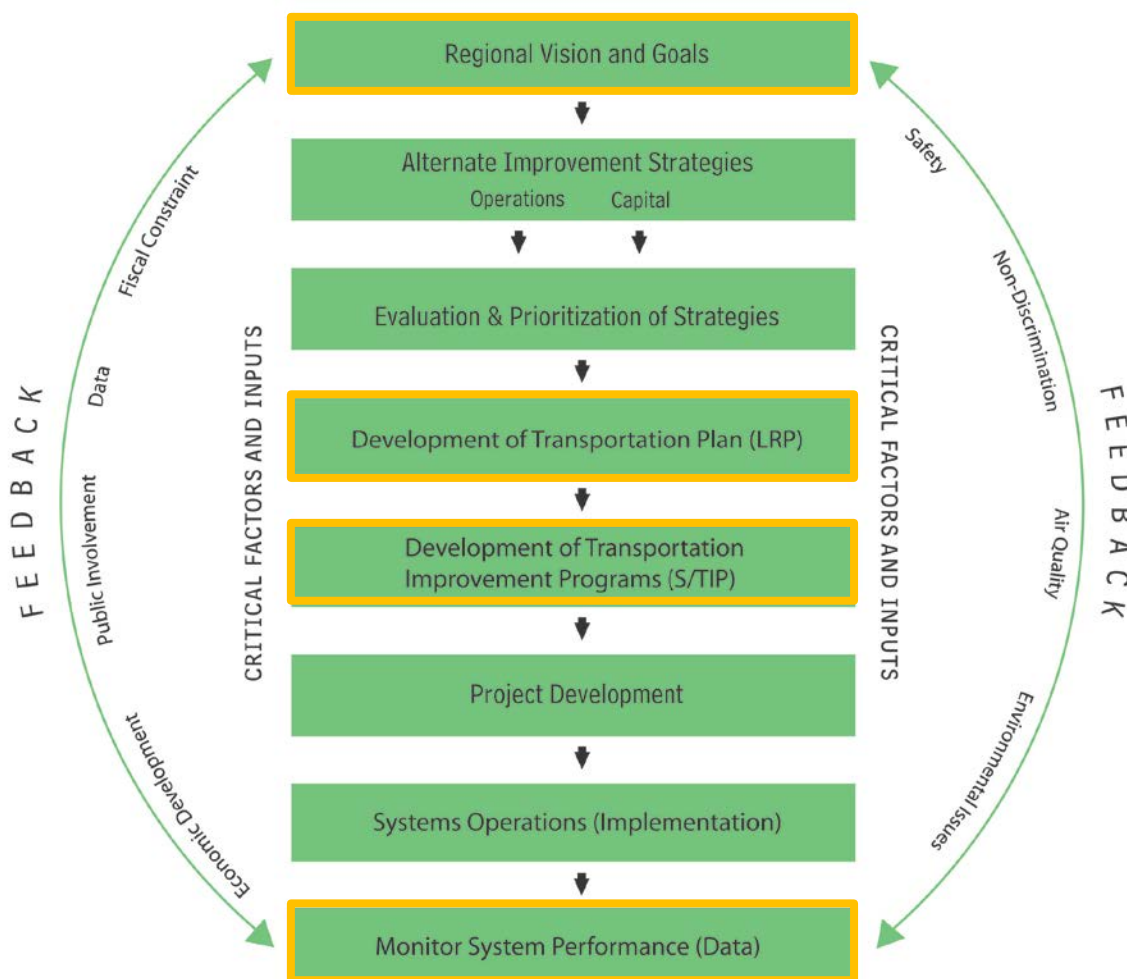 Regional Vision and Goals
Alternate Improvement Strategies
Operations Capital
Evaluation & Prioritization of Strategies
Development of Transportation Plan (LRP)
Development of Transportation
Improvement Programs (S/TIP)
Project Development
Systems Operations (Implementation)
Monitor System Performance (Data)
FEEDBACK
Fiscal Constraint
Data
Public Involvement
Economic Development
CRITICAL FACTORS AND INPUTS
CRITICAL FACTORS AND INPUTS
Safety
Non-Discrimination
Air Quality
Environmental Issues
FEEDBACK